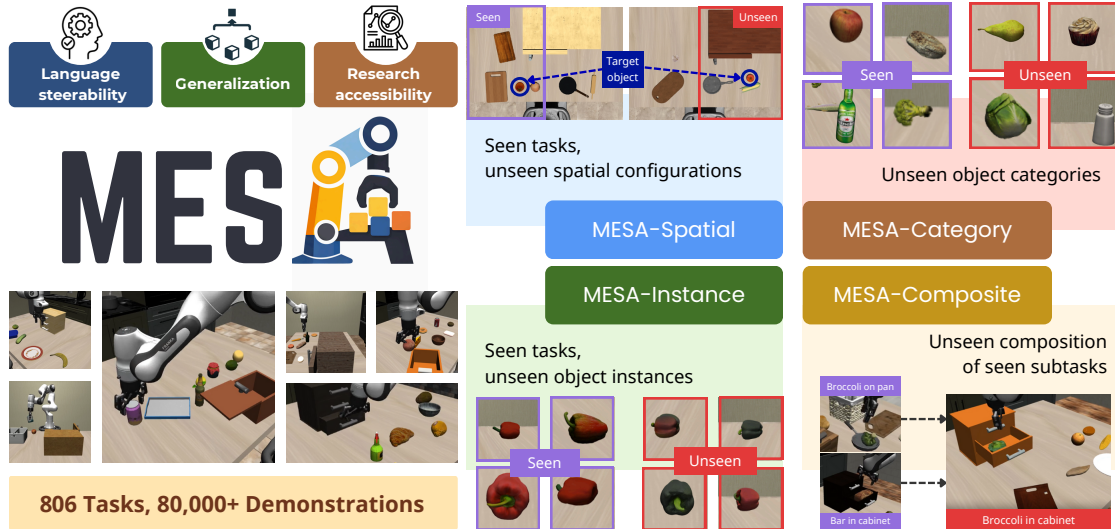 Language
steerability
Generalization
Research
accessibility
MESA
806 Tasks, 80,000+ Demonstrations
Seen
Unseen
Target
object
Seen tasks,
unseen spatial configurations
MESA-Spatial
Seen
Unseen
Unseen object categories
MESA-Category
MESA-Instance
Seen tasks,
unseen object instances
Seen
Unseen
MESA-Composite
Unseen composition
of seen subtasks
Broccoli on pan
Bar in cabinet
Broccoli in cabinet